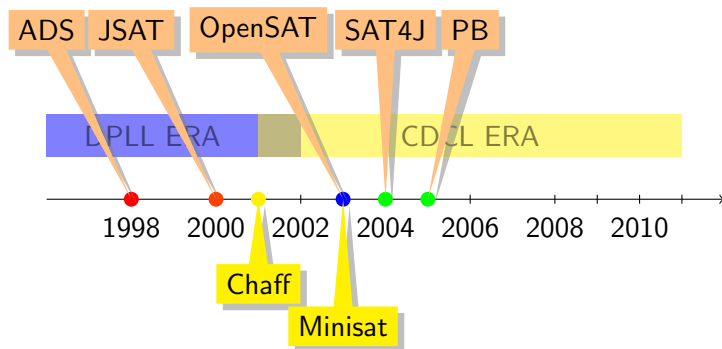 ADS JSAT OpenSAT SAT4J PB
DPLL ERA CDCL ERA
1998 2000 2002 2004 2006 2008 2010
Chaff
Minisat